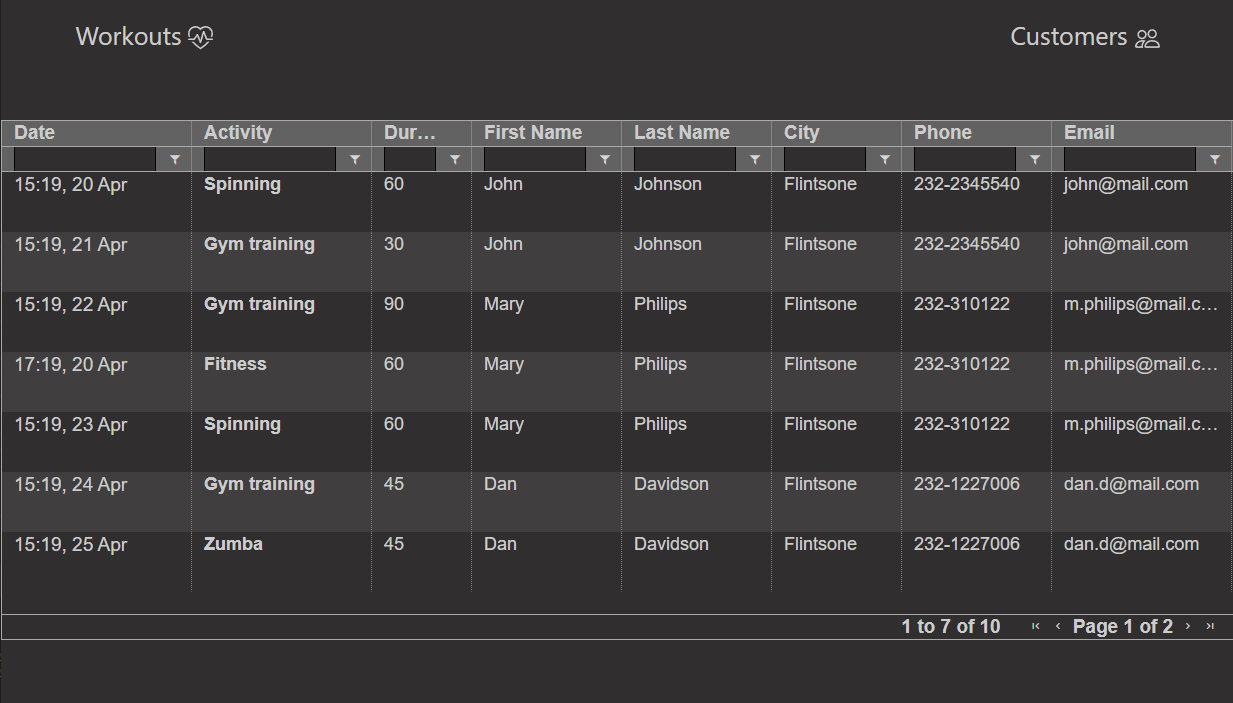 Workouts Customers
Date Activity Dur… First Name Last Name City Phone Email
15:19, 20 Apr Spinning 60 John Johnson Flintsone 232-2345540 john@mail.com
15:19, 21 Apr Gym training 30 John Johnson Flintsone 232-2345540 john@mail.com
15:19, 22 Apr Gym training 90 Mary Philips Flintsone 232-310122 m.philips@mail.c…
17:19, 20 Apr Fitness 60 Mary Philips Flintsone 232-310122 m.philips@mail.c…
15:19, 23 Apr Spinning 60 Mary Philips Flintsone 232-310122 m.philips@mail.c…
15:19, 24 Apr Gym training 45 Dan Davidson Flintsone 232-1227006 dan.d@mail.com
15:19, 25 Apr Zumba 45 Dan Davidson Flintsone 232-1227006 dan.d@mail.com
1 to 7 of 10 Page 1 of 2